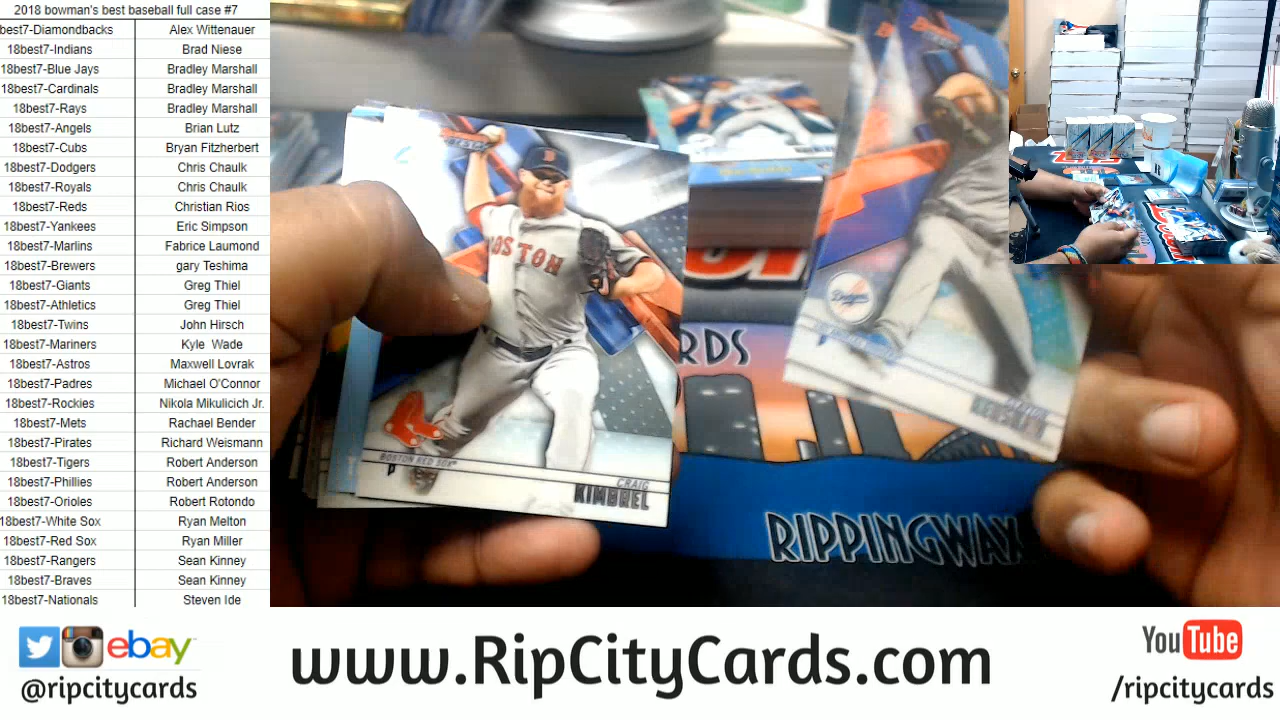 2018 bowman's best baseball full case #7
best7-Diamondbacks Alex Wittenauer
18best7-Indians Brad Niese
18best7-Blue Jays Bradley Marshall
18best7-Cardinals Bradley Marshall
18best7-Rays Bradley Marshall
18best7-Angels Brian Lutz
18best7-Cubs Bryan Fitzherbert
18best7-Dodgers Chris Chaulk
18best7-Royals Chris Chaulk
18best7-Reds Christian Rios
18best7-Yankees Eric Simpson
18best7-Marlins Fabrice Laumond
18best7-Brewers gary Teshima
18best7-Giants Greg Thiel
18best7-Athletics Greg Thiel
18best7-Twins John Hirsch
18best7-Mariners Kyle Wade
18best7-Astros Maxwell Lovrak
18best7-Padres Michael O'Connor
18best7-Rockies Nikola Mikulicich Jr.
18best7-Mets Rachael Bender
18best7-Pirates Richard Weismann
18best7-Tigers Robert Anderson
18best7-Phillies Robert Anderson
18best7-Orioles Robert Rotondo
18best7-White Sox Ryan Melton
18best7-Red Sox Ryan Miller
18best7-Rangers Sean Kinney
18best7-Braves Sean Kinney
18best7-Nationals Steven Ide
BOSTON
BOSTON RED SOX
P
CRAIG
KIMBREL
Dodgers
KERSHAW
RDS
RIPPINGWAX
ebay
@ripcitycards
www.RipCityCards.com
YouTube
/ripcitycards